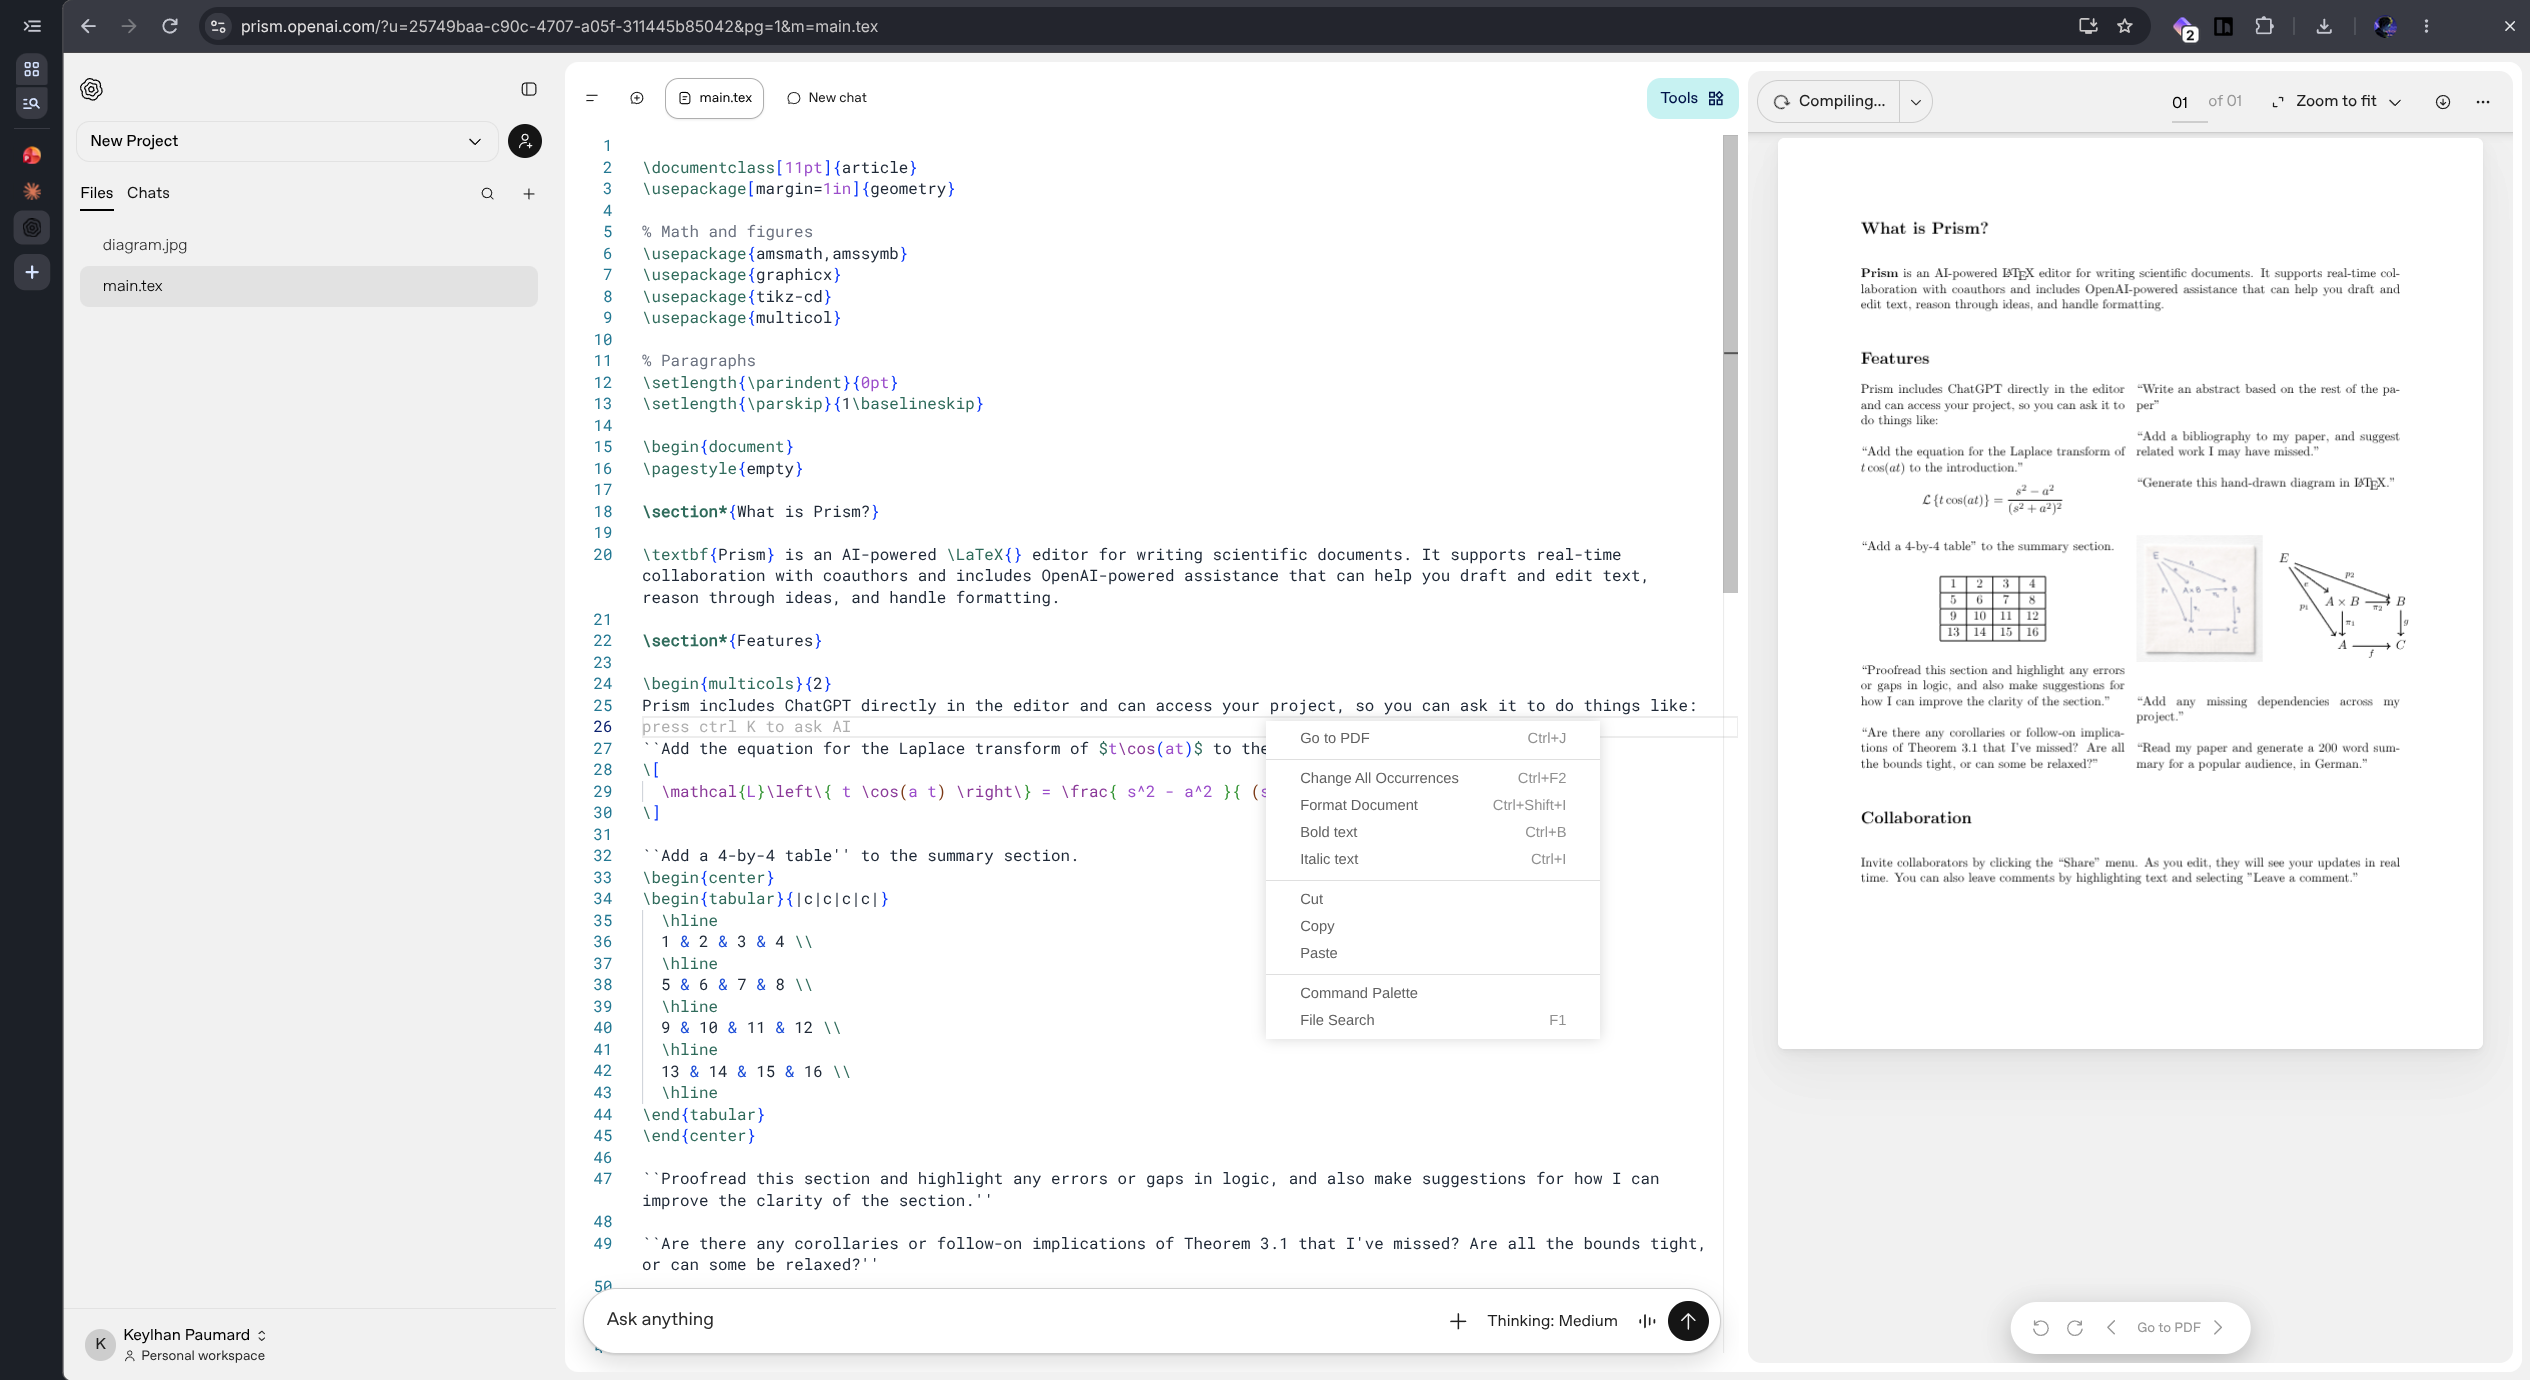 prism.openai.com/?u=25749baa-c90c-4707-a05f-311445b85042&pg=1&m=main.tex
2
New Project
Files Chats
diagram.jpg
main.tex
K
Keylhan Paumard
Personal workspace
main.tex
New chat
Tools
1
2 \documentclass[11pt]{article}
3 \usepackage[margin=1in]{geometry}
4
5 % Math and figures
6 \usepackage{amsmath,amssymb}
7 \usepackage{graphicx}
8 \usepackage{tikz-cd}
9 \usepackage{multicol}
10
11 % Paragraphs
12 \setlength{\parindent}{0pt}
13 \setlength{\parskip}{1\baselineskip}
14
15 \begin{document}
16 \pagestyle{empty}
17
18 \section*{What is Prism?}
19
20 \textbf{Prism} is an AI-powered \LaTeX{} editor for writing scientific documents. It supports real-time
collaboration with coauthors and includes OpenAI-powered assistance that can help you draft and edit text,
reason through ideas, and handle formatting.
21
22 \section*{Features}
23
24 \begin{multicols}{2}
25 Prism includes ChatGPT directly in the editor and can access your project, so you can ask it to do things like:
26 press ctrl K to ask AI
27 ``Add the equation for the Laplace transform of $t\cos(at)$ to the
28 \[
29 \mathcal{L}\left\{ t \cos(a t) \right\} = \frac{ s^2 - a^2 }{ (s
30 \]
31
32 ``Add a 4-by-4 table'' to the summary section.
33 \begin{center}
34 \begin{tabular}{|c|c|c|c|}
35 \hline
36 1 & 2 & 3 & 4 \\
37 \hline
38 5 & 6 & 7 & 8 \\
39 \hline
40 9 & 10 & 11 & 12 \\
41 \hline
42 13 & 14 & 15 & 16 \\
43 \hline
44 \end{tabular}
45 \end{center}
46
47 ``Proofread this section and highlight any errors or gaps in logic, and also make suggestions for how I can
improve the clarity of the section.''
48
49 ``Are there any corollaries or follow-on implications of Theorem 3.1 that I've missed? Are all the bounds tight,
or can some be relaxed?''
50
Go to PDF Ctrl+J
Change All Occurrences Ctrl+F2
Format Document Ctrl+Shift+I
Bold text Ctrl+B
Italic text Ctrl+I
Cut
Copy
Paste
Command Palette
File Search F1
Ask anything
Thinking: Medium
Compiling...
01 of 01
Zoom to fit
What is Prism?
Prism is an AI-powered LATEX editor for writing scientific documents. It supports real-time col-
laboration with coauthors and includes OpenAI-powered assistance that can help you draft and
edit text, reason through ideas, and handle formatting.
Features
Prism includes ChatGPT directly in the editor
and can access your project, so you can ask it to
do things like:
“Add the equation for the Laplace transform of
t cos(at) to the introduction.”
ℒ {t cos(at)} = s² − a² / (s² + a²)²
“Add a 4-by-4 table” to the summary section.
1 2 3 4
5 6 7 8
9 10 11 12
13 14 15 16
“Proofread this section and highlight any errors
or gaps in logic, and also make suggestions for
how I can improve the clarity of the section.”
“Are there any corollaries or follow-on implica-
tions of Theorem 3.1 that I’ve missed? Are all
the bounds tight, or can some be relaxed?”
“Write an abstract based on the rest of the pa-
per”
“Add a bibliography to my paper, and suggest
related work I may have missed.”
“Generate this hand-drawn diagram in LATEX.”
E
p₂
e
p₁
A × B
π₂
B
π₁
g
A
f
C
“Add any missing dependencies across my
project.”
“Read my paper and generate a 200 word sum-
mary for a popular audience, in German.”
Collaboration
Invite collaborators by clicking the “Share” menu. As you edit, they will see your updates in real
time. You can also leave comments by highlighting text and selecting ”Leave a comment.”
Go to PDF